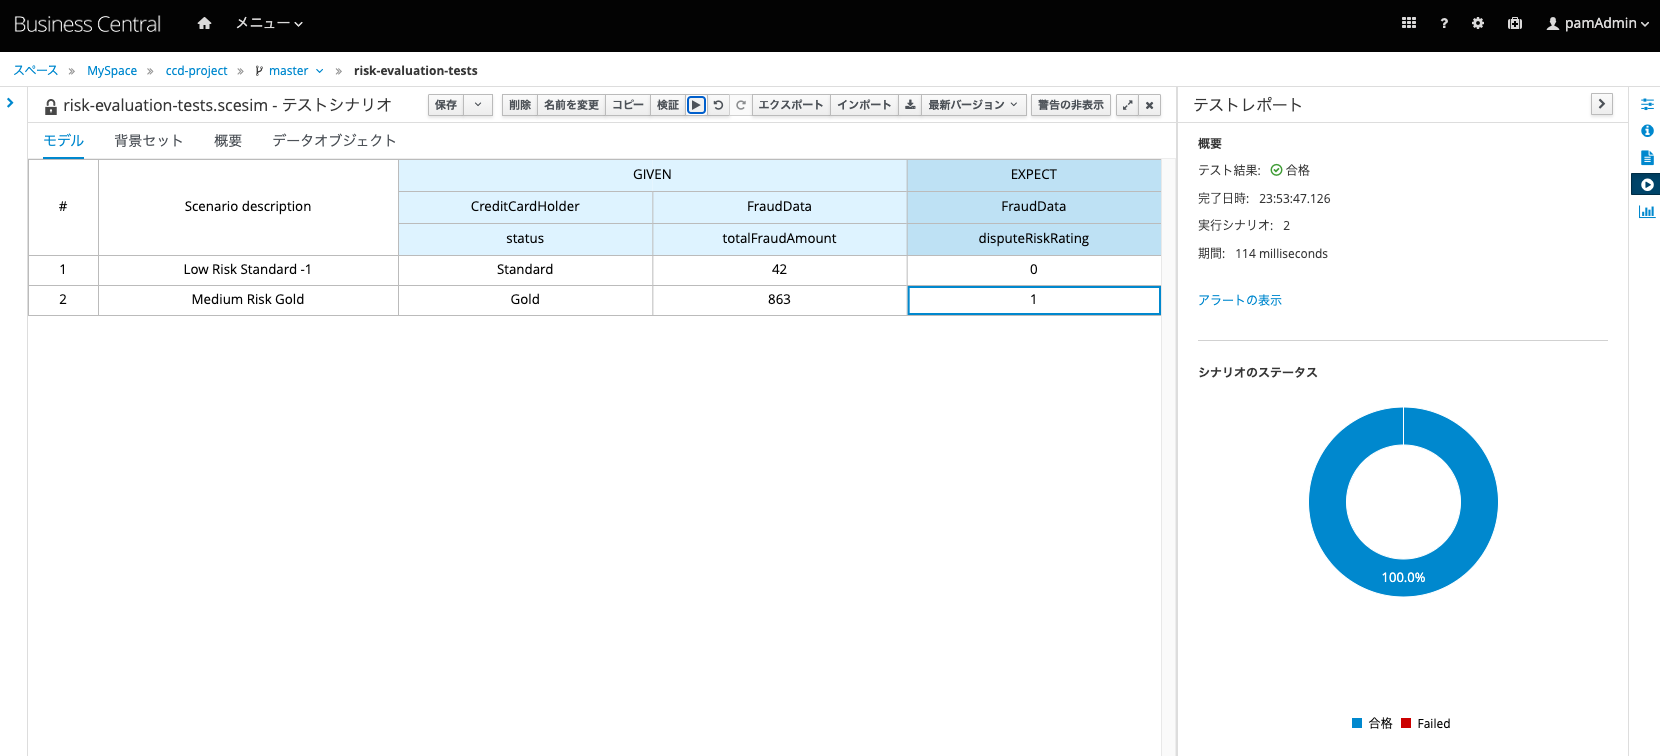 Business Central メニュー pamAdmin
スペース » MySpace » ccd-project » master » risk-evaluation-tests
risk-evaluation-tests.scesim - テストシナリオ 保存 削除 名前を変更 コピー 検証 エクスポート インポート 最新バージョン 警告の非表示
モデル 背景セット 概要 データオブジェクト
# Scenario description GIVEN EXPECT
CreditCardHolder FraudData FraudData
status totalFraudAmount disputeRiskRating
1 Low Risk Standard -1 Standard 42 0
2 Medium Risk Gold Gold 863 1
テストレポート
概要
テスト結果: 合格
完了日時: 23:53:47.126
実行シナリオ: 2
期間: 114 milliseconds
アラートの表示
シナリオのステータス
100.0%
合格 Failed